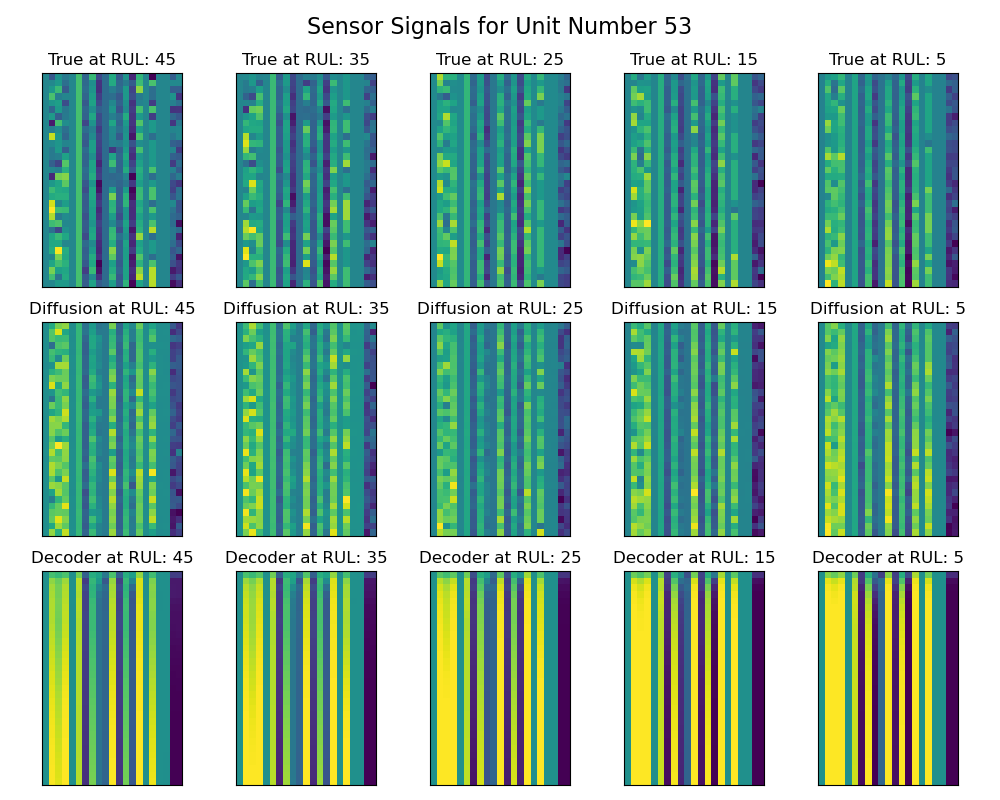 Sensor Signals for Unit Number 53
True at RUL: 45
True at RUL: 35
True at RUL: 25
True at RUL: 15
True at RUL: 5
Diffusion at RUL: 45
Diffusion at RUL: 35
Diffusion at RUL: 25
Diffusion at RUL: 15
Diffusion at RUL: 5
Decoder at RUL: 45
Decoder at RUL: 35
Decoder at RUL: 25
Decoder at RUL: 15
Decoder at RUL: 5